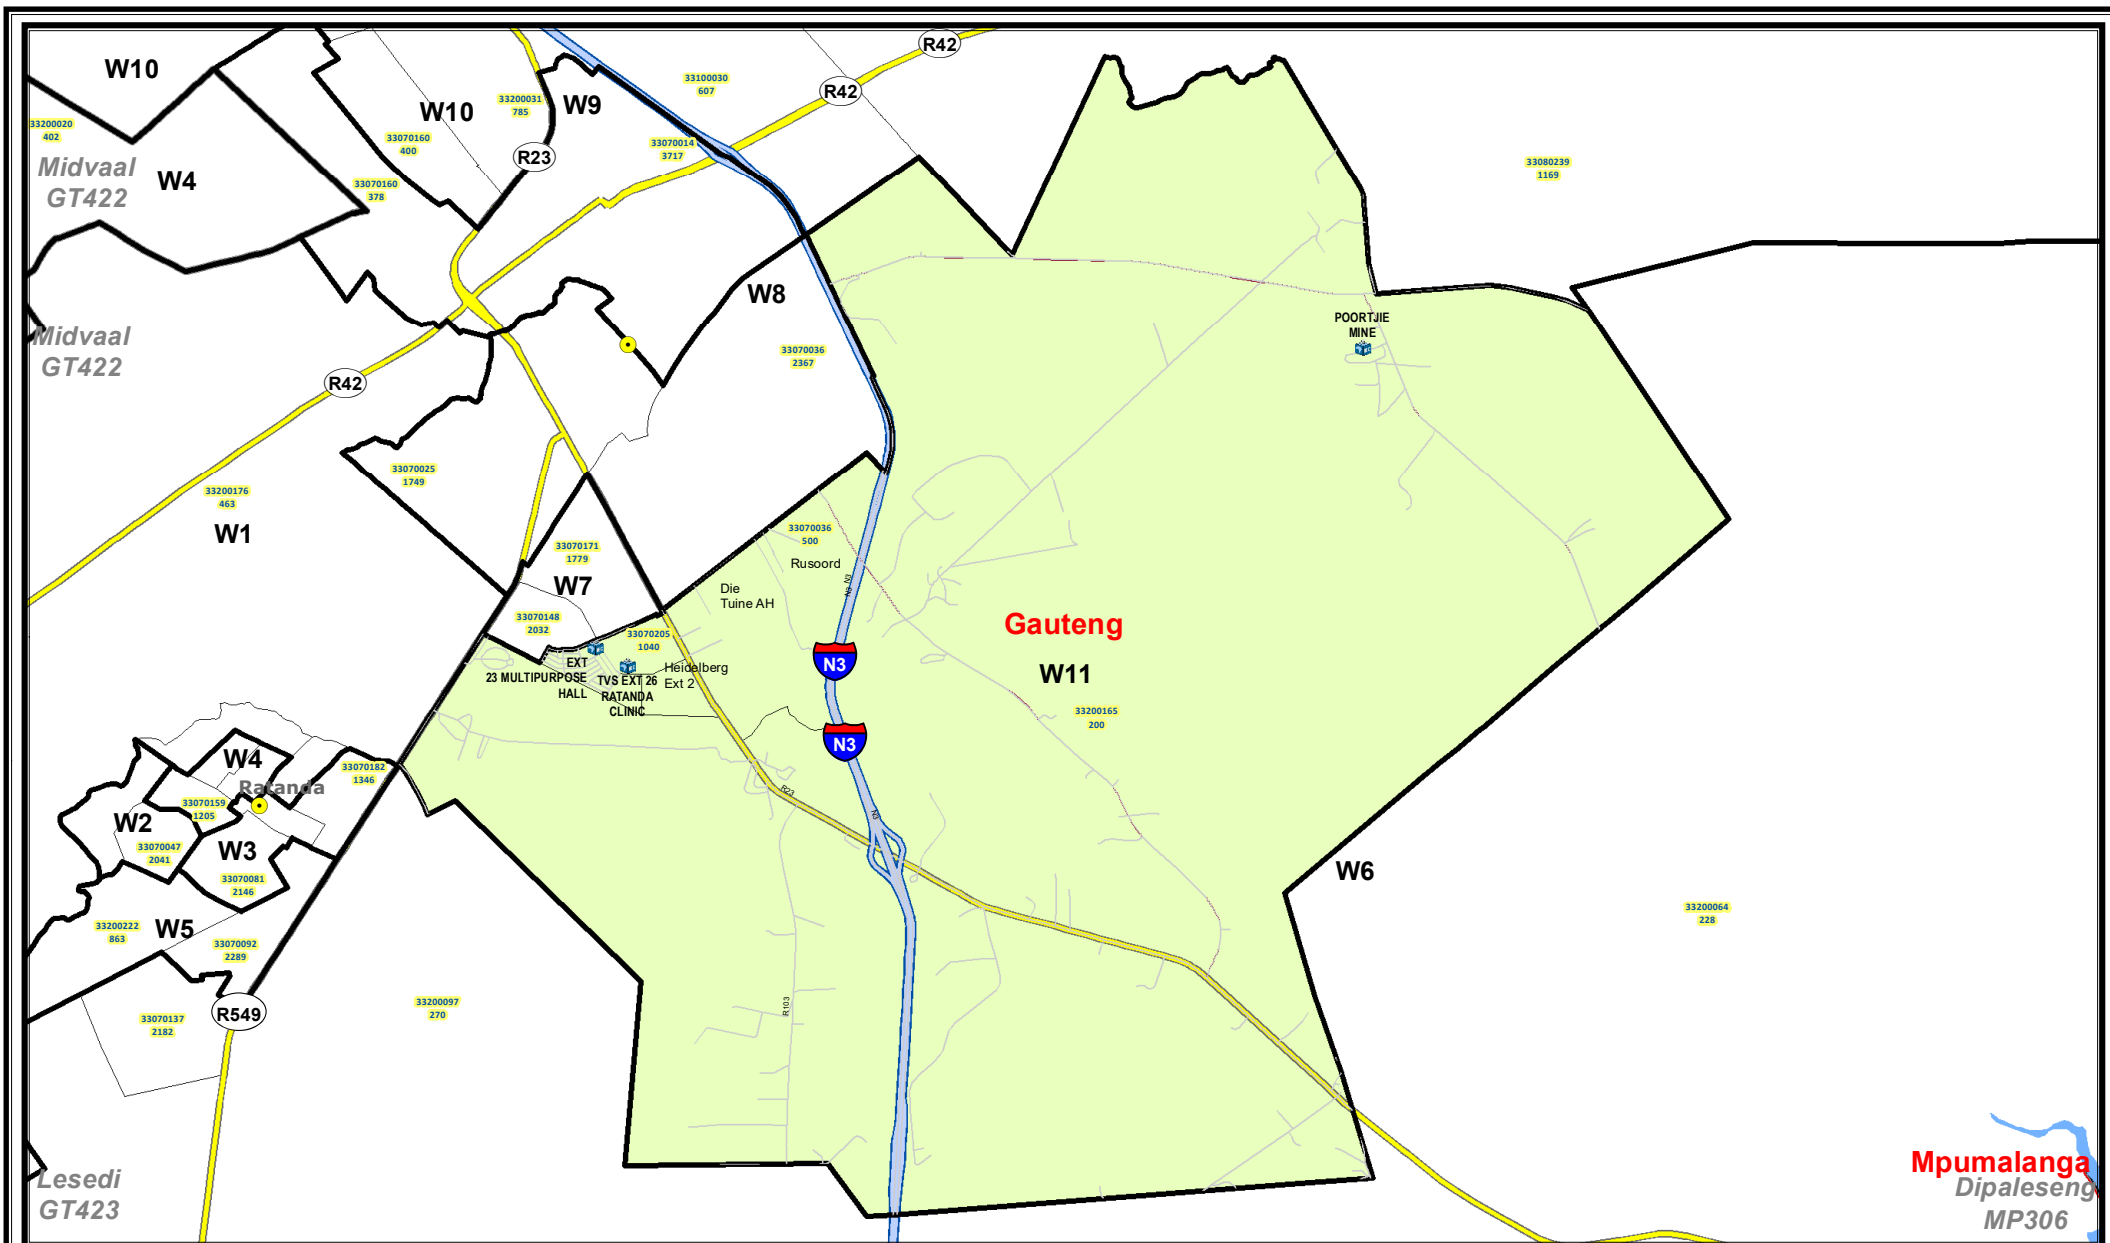 W10
R42
33100030
607
33200031
785
W9
W10
R42
33200020
402
33070160
400
33070014
3717
R23
Midvaal
GT422
W4
33070160
378
33080239
1169
W8
POORTJIE
MINE
Midvaal
GT422
33070036
2367
R42
33070025
1749
33200176
463
W1
33070036
500
33070171
1779
Rusoord
W7
Die
Tuine AH
N3 N3
33070148
2032
33070205
1040
Gauteng
N3
W11
EXT
23 MULTIPURPOSE
HALL
TVS EXT 26
RATANDA
CLINIC
Heidelberg
Ext 2
33200165
200
N3
W4
33070182
1346
Ratanda
R23
33070159
1205
N3
W2
W3
33070047
2041
33070081
2146
W6
33200064
228
33200222
863
W5
33070092
2289
33200097
270
R103
R549
33070137
2182
Lesedi
GT423
Mpumalanga
Dipaleseng
MP306